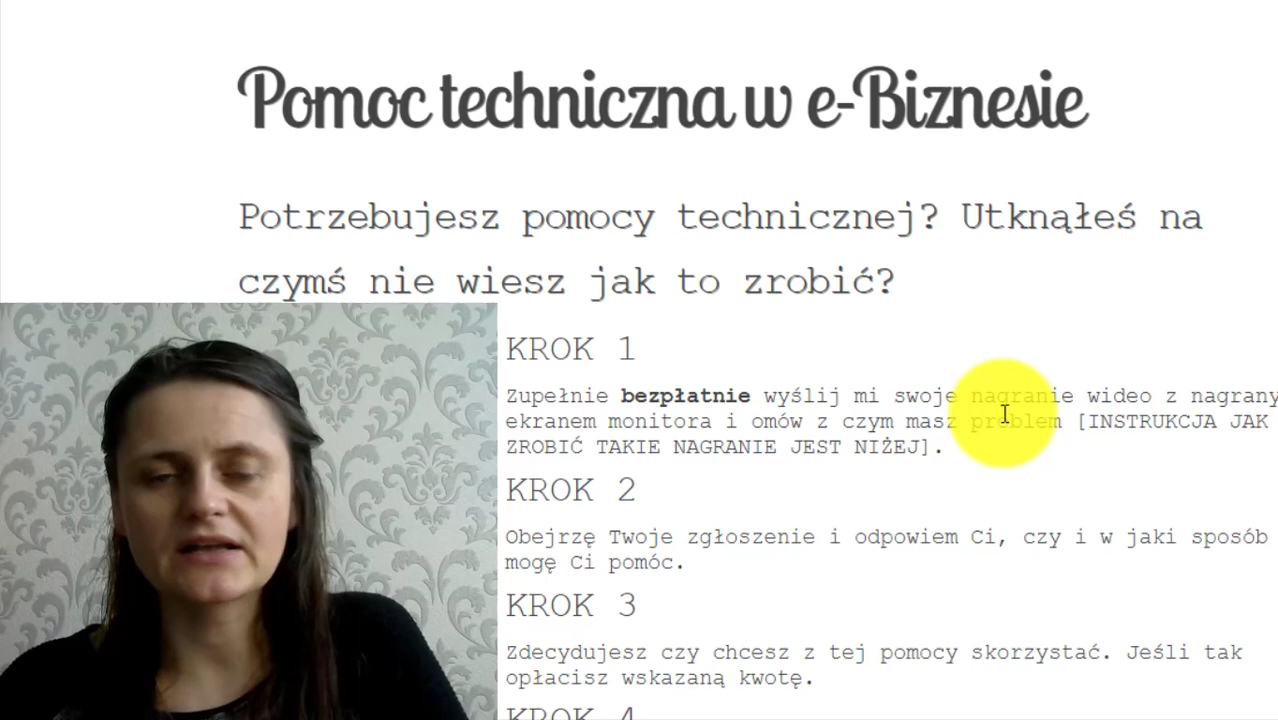 Pomoc techniczna w e-Biznesie
Potrzebujesz pomocy technicznej? Utknąłeś na
czymś nie wiesz jak to zrobić?
KROK 1
Zupełnie bezpłatnie wyślij mi swoje nagranie wideo z nagrany
ekranem monitora i omów z czym masz problem [INSTRUKCJA JAK
ZROBIĆ TAKIE NAGRANIE JEST NIŻEJ].
KROK 2
Obejrzę Twoje zgłoszenie i odpowiem Ci, czy i w jaki sposób
mogę Ci pomóc.
KROK 3
Zdecydujesz czy chcesz z tej pomocy skorzystać. Jeśli tak
opłacisz wskazaną kwotę.
KROK 4